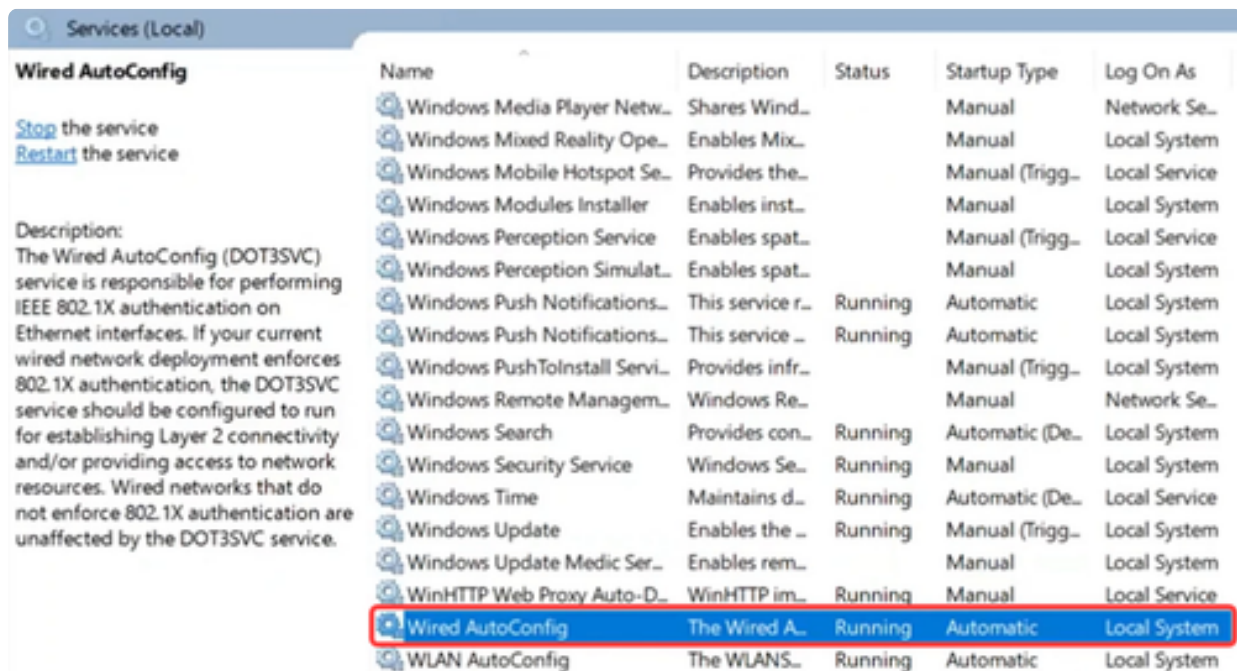 Services (Local)
Wired AutoConfig
Stop the service
Restart the service
Description:
The Wired AutoConfig (DOT3SVC)
service is responsible for performing
IEEE 802.1X authentication on
Ethernet interfaces. If your current
wired network deployment enforces
802.1X authentication, the DOT3SVC
service should be configured to run
for establishing Layer 2 connectivity
and/or providing access to network
resources. Wired networks that do
not enforce 802.1X authentication are
unaffected by the DOT3SVC service.
Name Description Status Startup Type Log On As
Windows Media Player Netw... Shares Wind... Manual Network Se...
Windows Mixed Reality Ope... Enables Mix... Manual Local System
Windows Mobile Hotspot Se... Provides the... Manual (Trigg... Local Service
Windows Modules Installer Enables inst... Manual Local System
Windows Perception Service Enables spat... Manual (Trigg... Local Service
Windows Perception Simulat... Enables spat... Manual Local System
Windows Push Notifications... This service r... Running Automatic Local System
Windows Push Notifications... This service ... Running Automatic Local System
Windows PushToInstall Servi... Provides infr... Manual (Trigg... Local System
Windows Remote Managem... Windows Re... Manual Network Se...
Windows Search Provides con... Running Automatic (De... Local System
Windows Security Service Windows Se... Running Manual Local System
Windows Time Maintains d... Running Automatic (De... Local Service
Windows Update Enables the ... Running Manual (Trigg... Local System
Windows Update Medic Ser... Enables rem... Manual Local System
WinHTTP Web Proxy Auto-D... WinHTTP im... Running Manual Local Service
Wired AutoConfig The Wired A... Running Automatic Local System
WLAN AutoConfig The WLANS... Running Automatic Local System